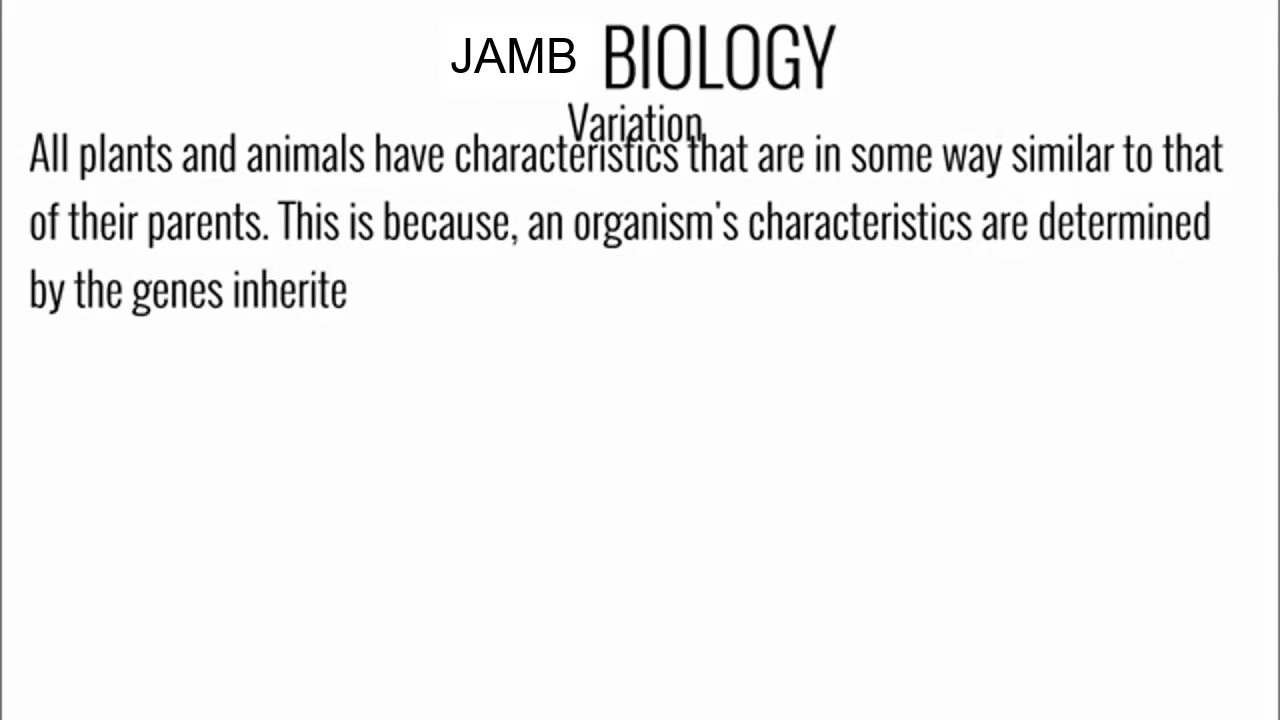 JAMB BIOLOGY
Variation
All plants and animals have characteristics that are in some way similar to that
of their parents. This is because, an organism's characteristics are determined
by the genes inherite